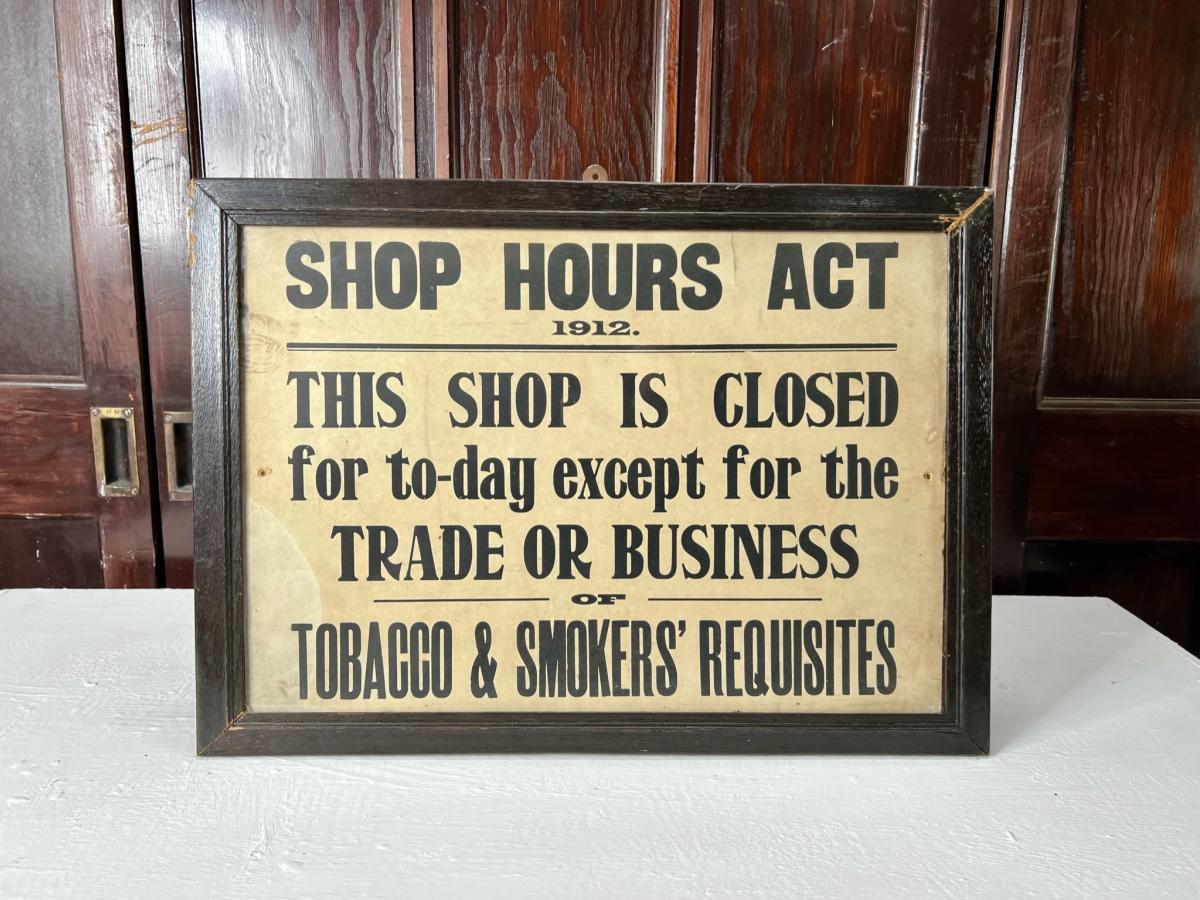 SHOP HOURS ACT
1912.
THIS SHOP IS CLOSED
for to-day except for the
TRADE OR BUSINESS
OF
TOBACCO & SMOKERS' REQUISITES